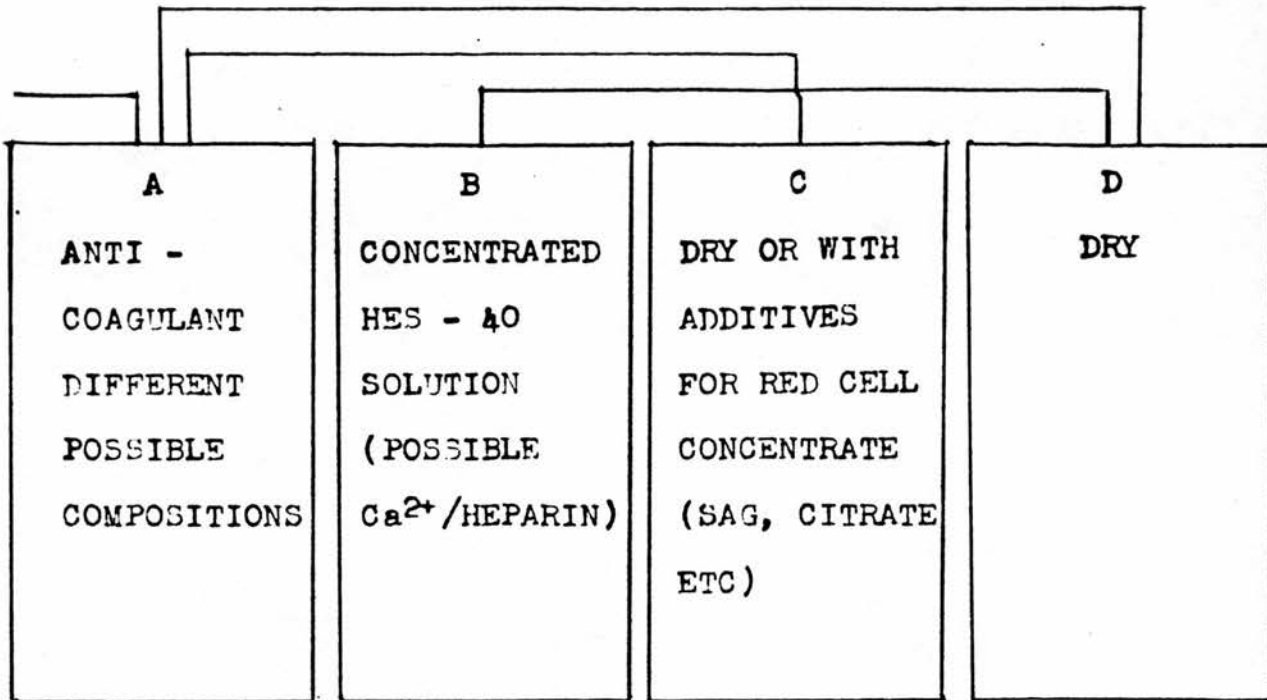 A
ANTI -
COAGULANT
DIFFERENT
POSSIBLE
COMPOSITIONS
B
CONCENTRATED
HES - 40
SOLUTION
(POSSIBLE
Ca²⁺/HEPARIN)
C
DRY OR WITH
ADDITIVES
FOR RED CELL
CONCENTRATE
(SAG, CITRATE
ETC)
D
DRY